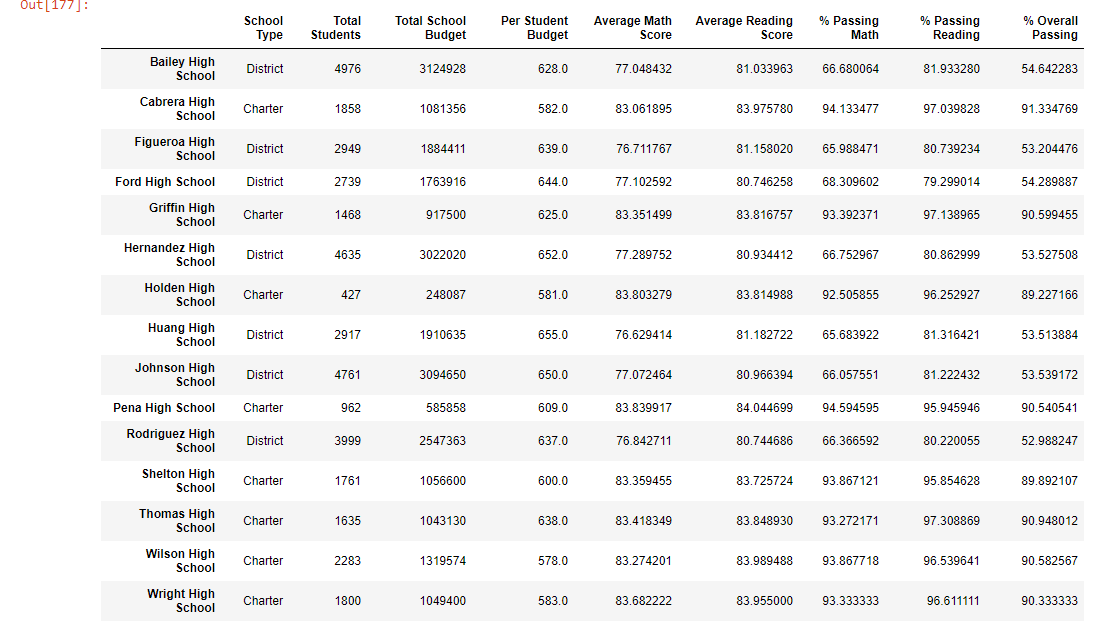 Out[177]:
School Total Total School Per Student Average Math Average Reading % Passing % Passing % Overall
Type Students Budget Budget Score Score Math Reading Passing
Bailey High
School District 4976 3124928 628.0 77.048432 81.033963 66.680064 81.933280 54.642283
Cabrera High
School Charter 1858 1081356 582.0 83.061895 83.975780 94.133477 97.039828 91.334769
Figueroa High
School District 2949 1884411 639.0 76.711767 81.158020 65.988471 80.739234 53.204476
Ford High School District 2739 1763916 644.0 77.102592 80.746258 68.309602 79.299014 54.289887
Griffin High
School Charter 1468 917500 625.0 83.351499 83.816757 93.392371 97.138965 90.599455
Hernandez High
School District 4635 3022020 652.0 77.289752 80.934412 66.752967 80.862999 53.527508
Holden High
School Charter 427 248087 581.0 83.803279 83.814988 92.505855 96.252927 89.227166
Huang High
School District 2917 1910635 655.0 76.629414 81.182722 65.683922 81.316421 53.513884
Johnson High
School District 4761 3094650 650.0 77.072464 80.966394 66.057551 81.222432 53.539172
Pena High School Charter 962 585858 609.0 83.839917 84.044699 94.594595 95.945946 90.540541
Rodriguez High
School District 3999 2547363 637.0 76.842711 80.744686 66.366592 80.220055 52.988247
Shelton High
School Charter 1761 1056600 600.0 83.359455 83.725724 93.867121 95.854628 89.892107
Thomas High
School Charter 1635 1043130 638.0 83.418349 83.848930 93.272171 97.308869 90.948012
Wilson High
School Charter 2283 1319574 578.0 83.274201 83.989488 93.867718 96.539641 90.582567
Wright High
School Charter 1800 1049400 583.0 83.682222 83.955000 93.333333 96.611111 90.333333